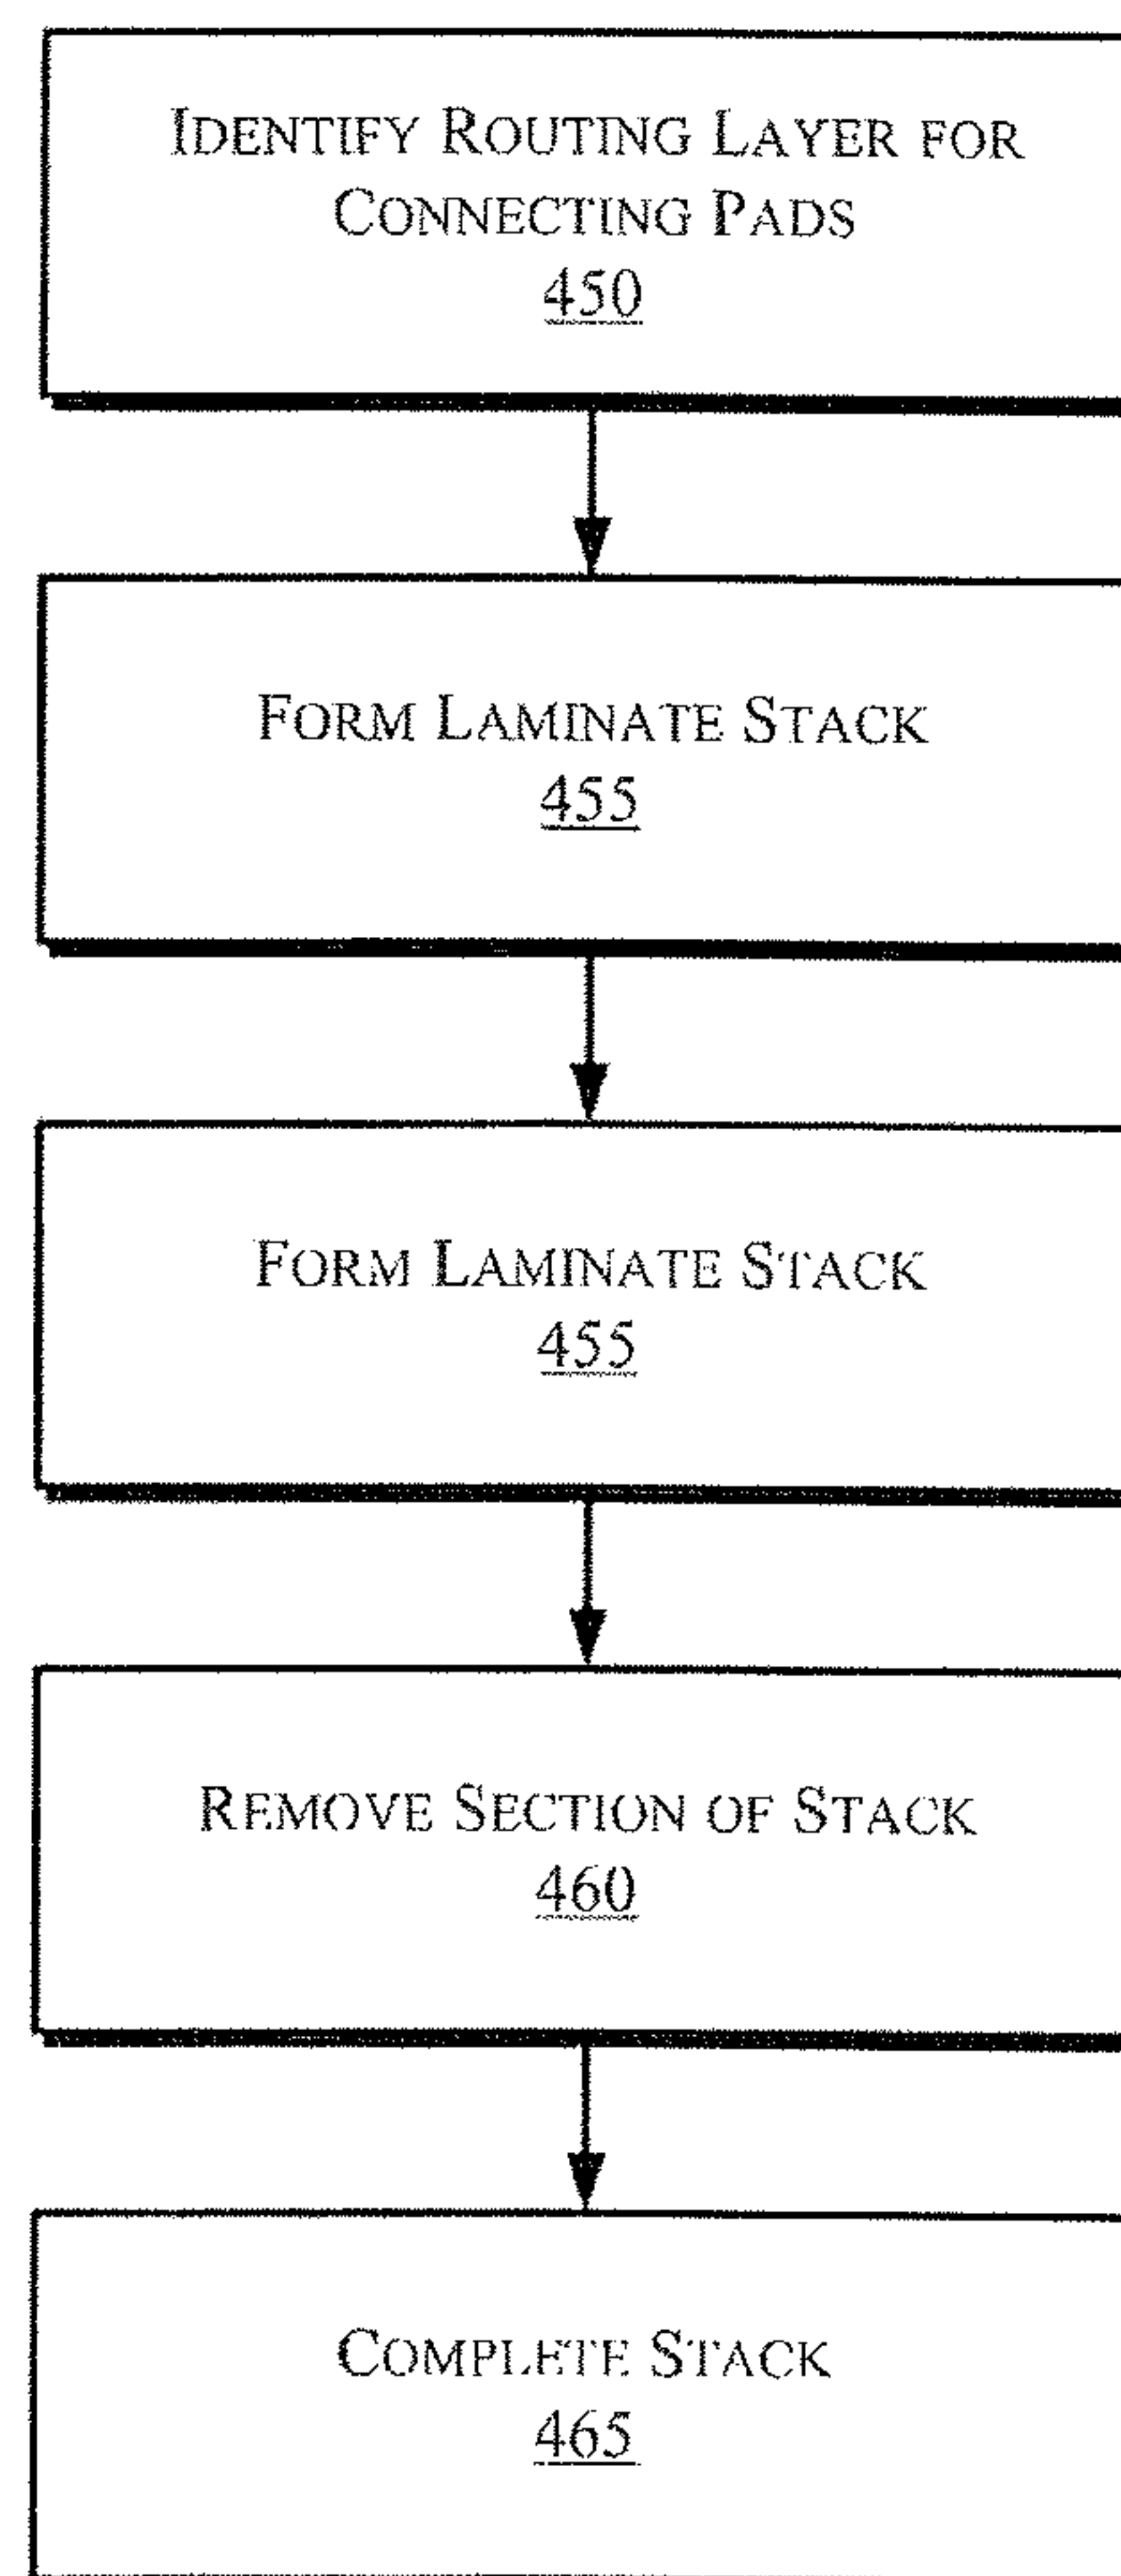 IDENTIFY ROUTING LAYER FOR
CONNECTING PADS
450
FORM LAMINATE STACK
455
FORM LAMINATE STACK
455
REMOVE SECTION OF STACK
460
COMPLETE STACK
465